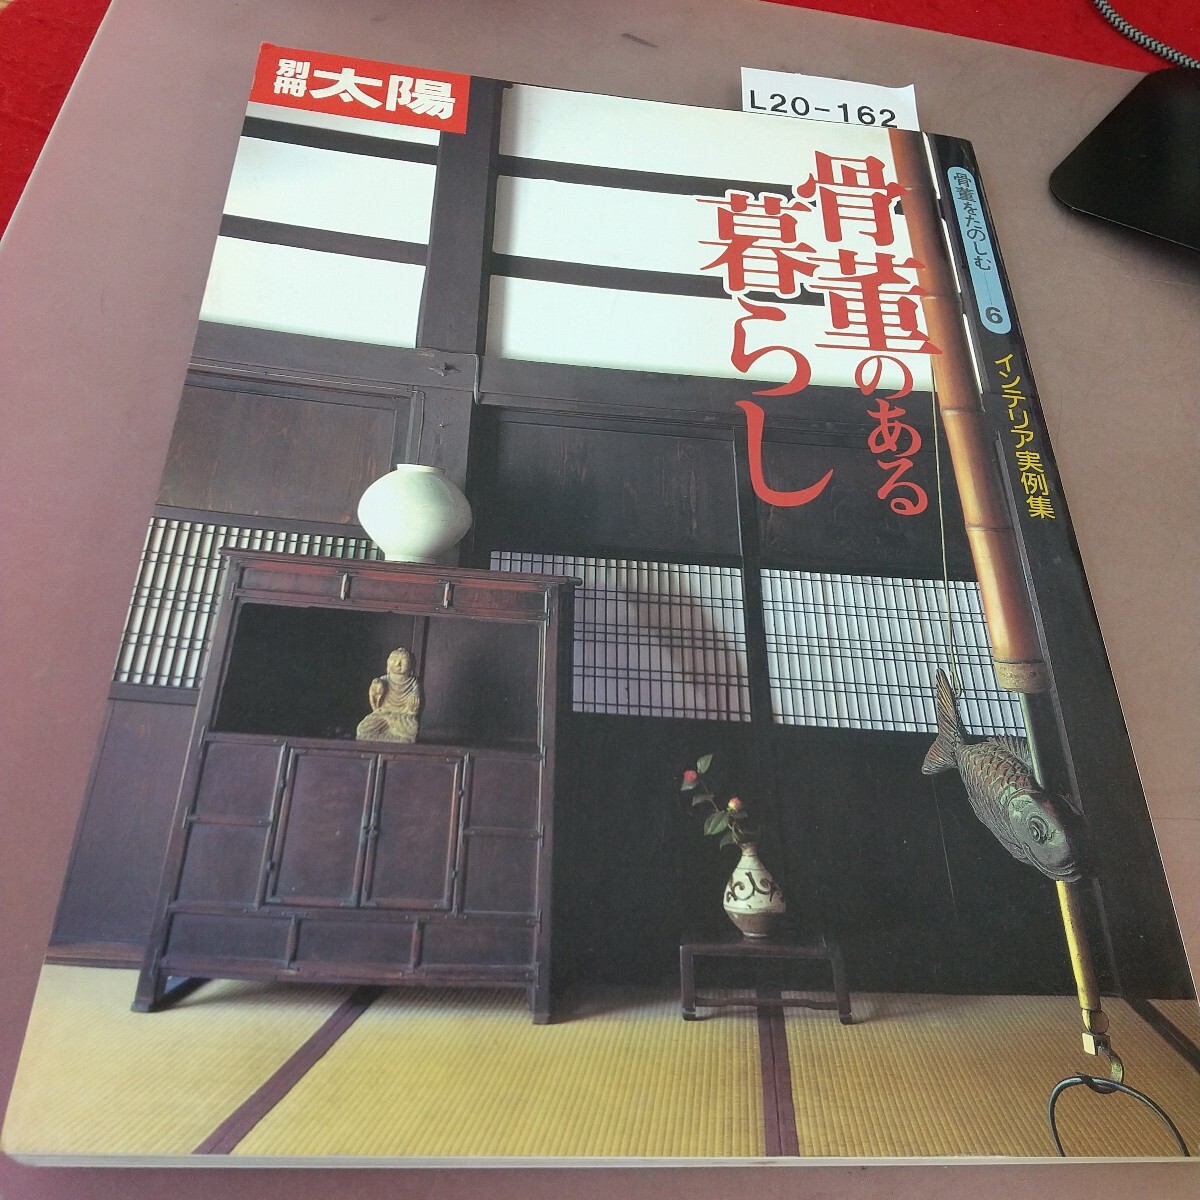 別冊
太陽
L20-162
骨董のある
暮らし
骨董をたのしむ——6
インテリア実例集